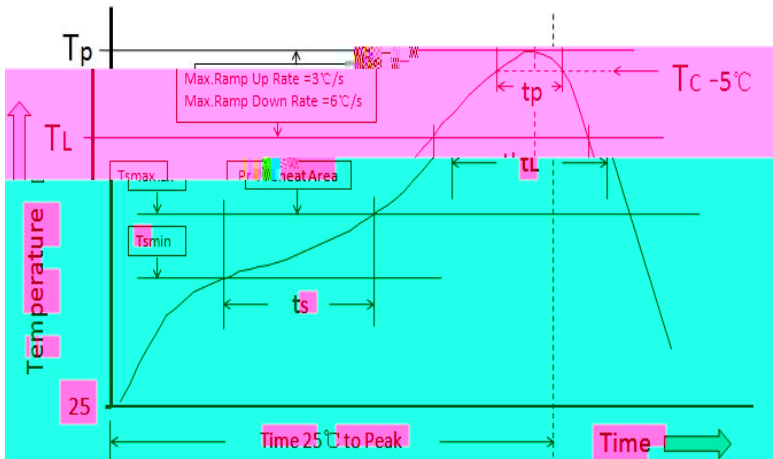 Tp
Max.Ramp Up Rate =3℃/s
Max.Ramp Down Rate =6℃/s
Tc -5℃
tp
TL
tL
Tsmax
Area
Tsmin
Temperature
ts
25
Time 25℃ to Peak
Time